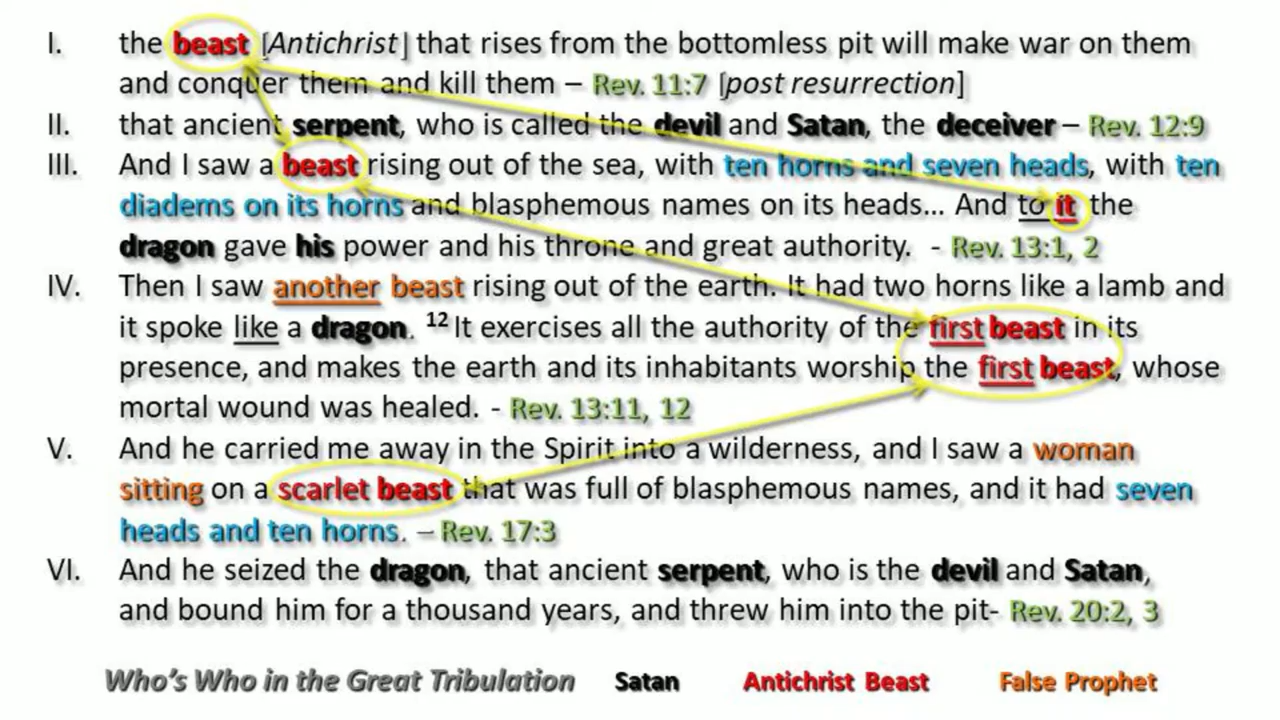 I. the beast [Antichrist] that rises from the bottomless pit will make war on them
and conquer them and kill them – Rev. 11:7 [post resurrection]
II. that ancient serpent, who is called the devil and Satan, the deceiver – Rev. 12:9
III. And I saw a beast rising out of the sea, with ten horns and seven heads, with ten
diadems on its horns and blasphemous names on its heads... And to it the
dragon gave his power and his throne and great authority. - Rev. 13:1, 2
IV. Then I saw another beast rising out of the earth. It had two horns like a lamb and
it spoke like a dragon. 12 It exercises all the authority of the first beast in its
presence, and makes the earth and its inhabitants worship the first beast, whose
mortal wound was healed. - Rev. 13:11, 12
V. And he carried me away in the Spirit into a wilderness, and I saw a woman
sitting on a scarlet beast that was full of blasphemous names, and it had seven
heads and ten horns. – Rev. 17:3
VI. And he seized the dragon, that ancient serpent, who is the devil and Satan,
and bound him for a thousand years, and threw him into the pit- Rev. 20:2, 3
Who's Who in the Great Tribulation Satan Antichrist Beast False Prophet